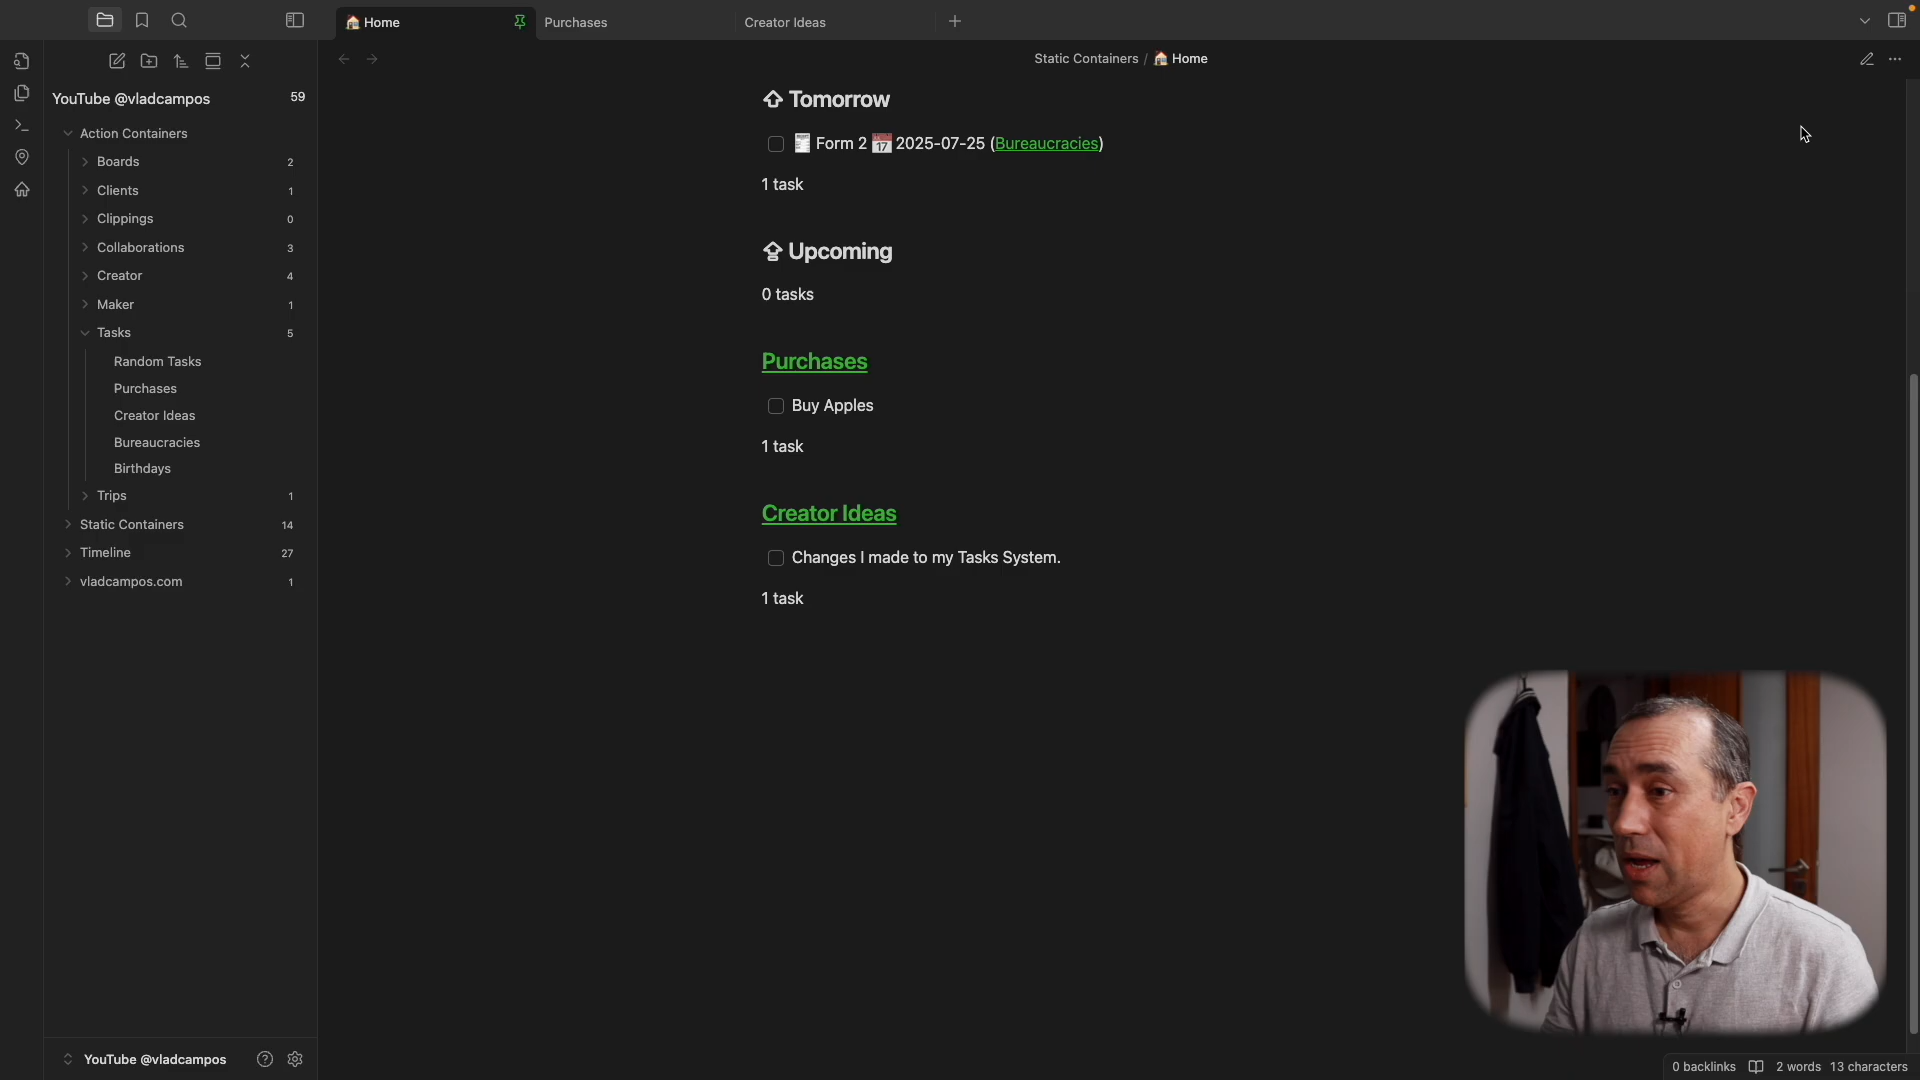 🏠 Home
Purchases
Creator Ideas
Static Containers / 🏠 Home
YouTube @vladcampos 59
Action Containers
Boards 2
Clients 1
Clippings 0
Collaborations 3
Creator 4
Maker 1
Tasks 5
Random Tasks
Purchases
Creator Ideas
Bureaucracies
Birthdays
Trips 1
Static Containers 14
Timeline 27
vladcampos.com 1
YouTube @vladcampos
Tomorrow
Form 2 📅 2025-07-25 (Bureaucracies)
1 task
Upcoming
0 tasks
Purchases
Buy Apples
1 task
Creator Ideas
Changes I made to my Tasks System.
1 task
0 backlinks 2 words 13 characters